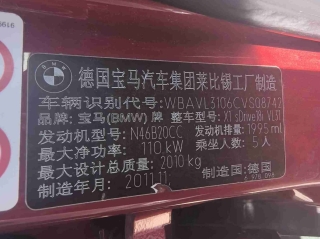 德国宝马汽车集团莱比锡工厂制造
车辆识别代号:WBAVL3106CVS08742
品牌: 宝马(BMW) 牌 整车型号: X1 sDrive18i VL31
发动机型号: N46B20CC 发动机排量: 1995 ml
最大净功率: 110 kW 乘坐人数: 5 人
最大设计总质量: 2010 kg
制造年月: 2011.11 制造国:德国